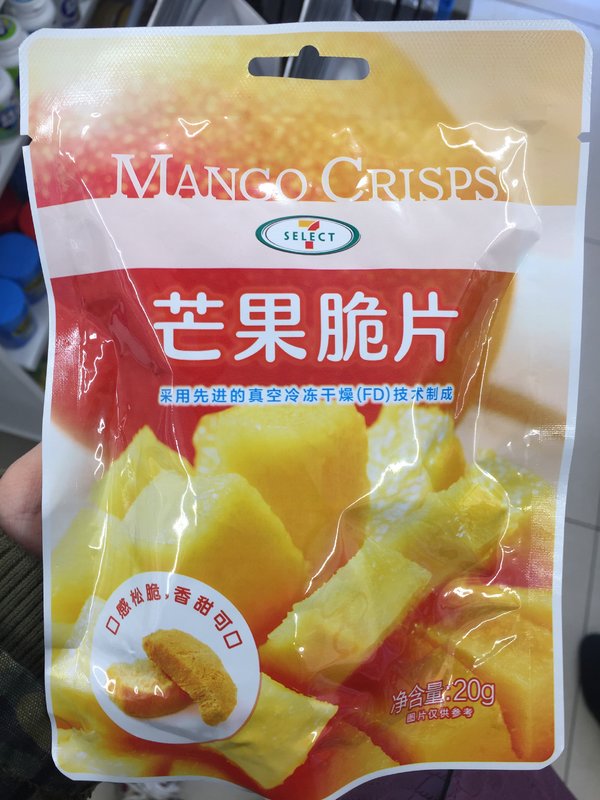 MANGO CRISPS
7
SELECT
芒果脆片
采用先进的真空冷冻干燥(FD)技术制成
□感松脆,香甜可□
净含量:20g
图片仅供参考